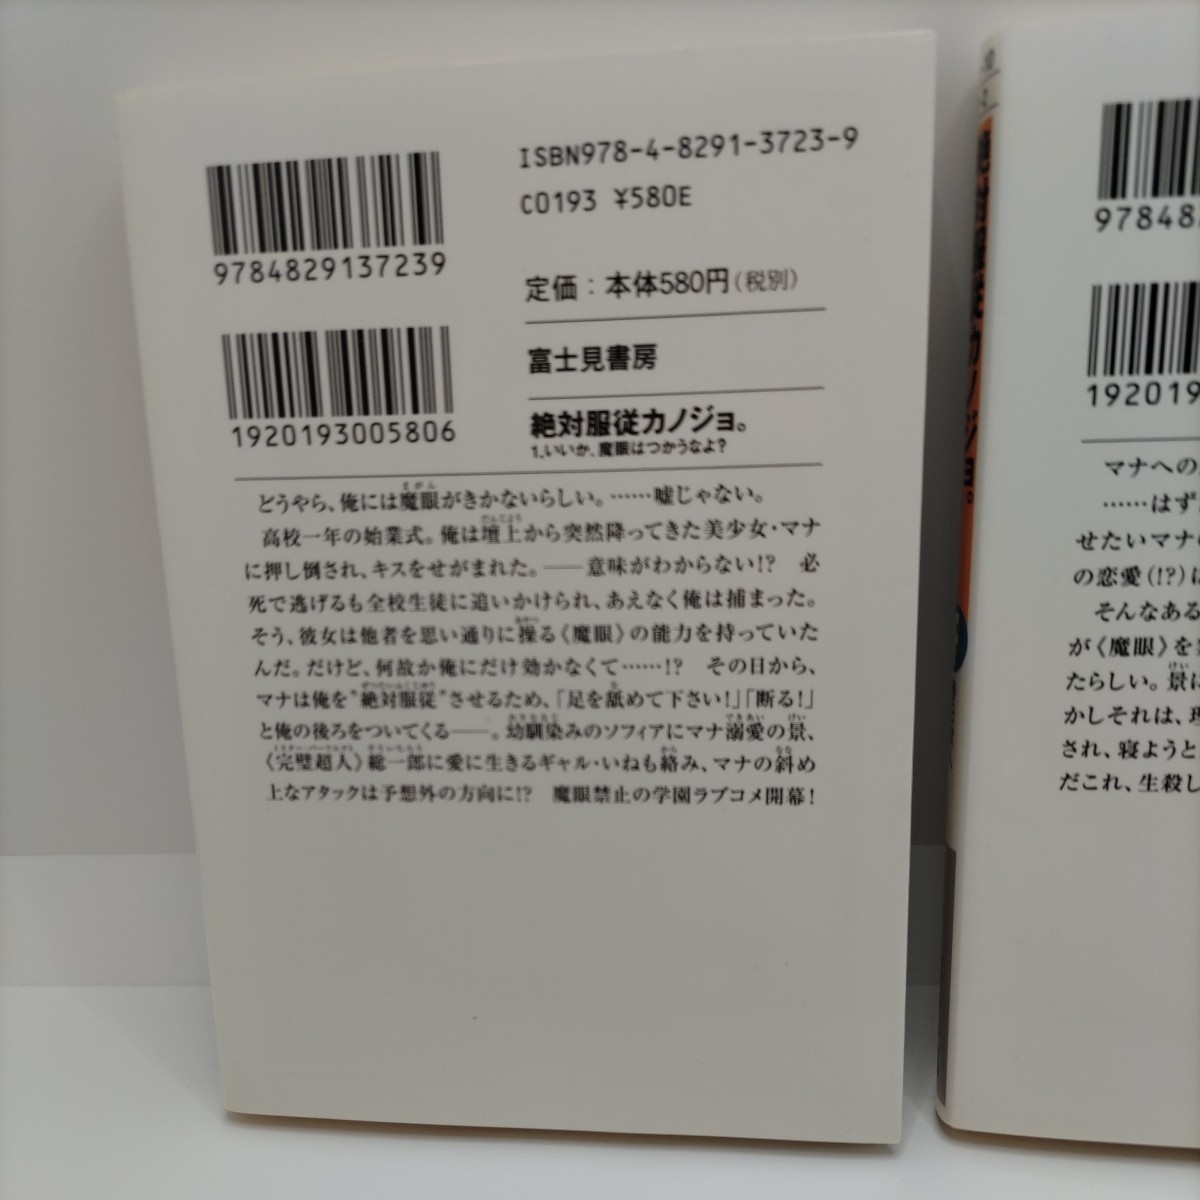 ISBN978-4-8291-3723-9
C0193 ¥580E
9784829137239
定価：本体580円（税別）
富士見書房
1920193005806
絶対服従カノジョ。
1.いいか、魔眼はつかうなよ?
どうやら、俺には魔眼がきかないらしい。……嘘じゃない。
高校一年の始業式。俺は壇上から突然降ってきた美少女・マナ
に押し倒され、キスをせがまれた。――意味がわからない!?　必
死で逃げるも全校生徒に追いかけられ、あえなく俺は捕まった。
そう、彼女は他者を思い通りに操る《魔眼》の能力を持っていた
んだ。だけど、何故か俺にだけ効かなくて……!?　その日から、
マナは俺を“絶対服従”させるため、「足を舐めて下さい!」「断る!」
と俺の後ろをついてくる――。幼馴染みのソフィアにマナ溺愛の景、
《完璧超人》総一郎に愛に生きるギャル・いねも絡み、マナの斜め
上なアタックは予想外の方向に!?　魔眼禁止の学園ラブコメ開幕!
絶対服従カノジョ。
97848
192019
マナへの
……はず
せたいマナ
の恋愛(!?)に
そんなある
が《魔眼》を
たらしい。景に
かしそれは、
され、寝ようと
だこれ、生殺し